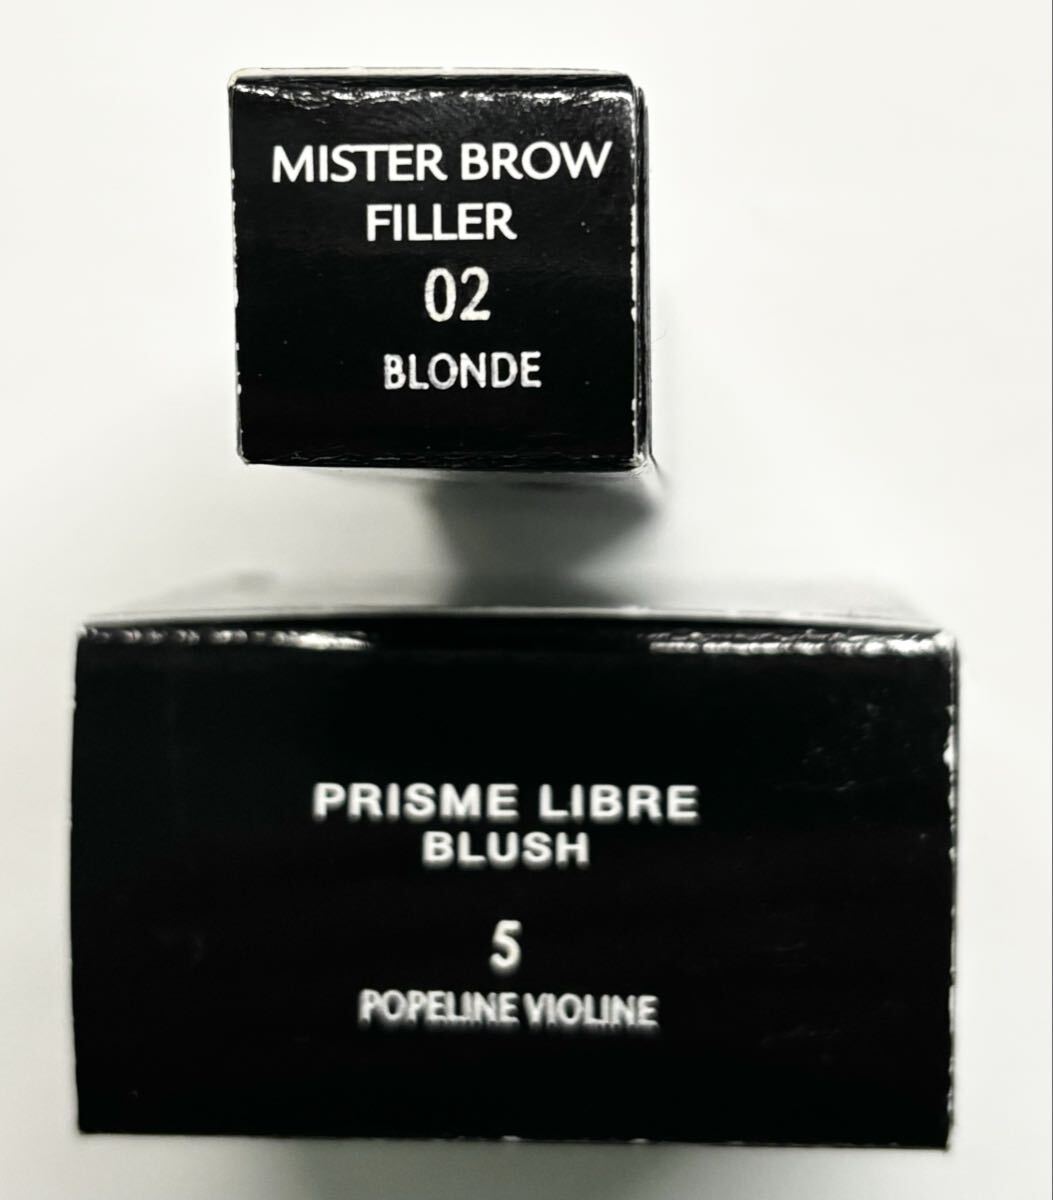 MISTER BROW
FILLER
02
BLONDE
PRISME LIBRE
BLUSH
5
POPELINE VIOLINE